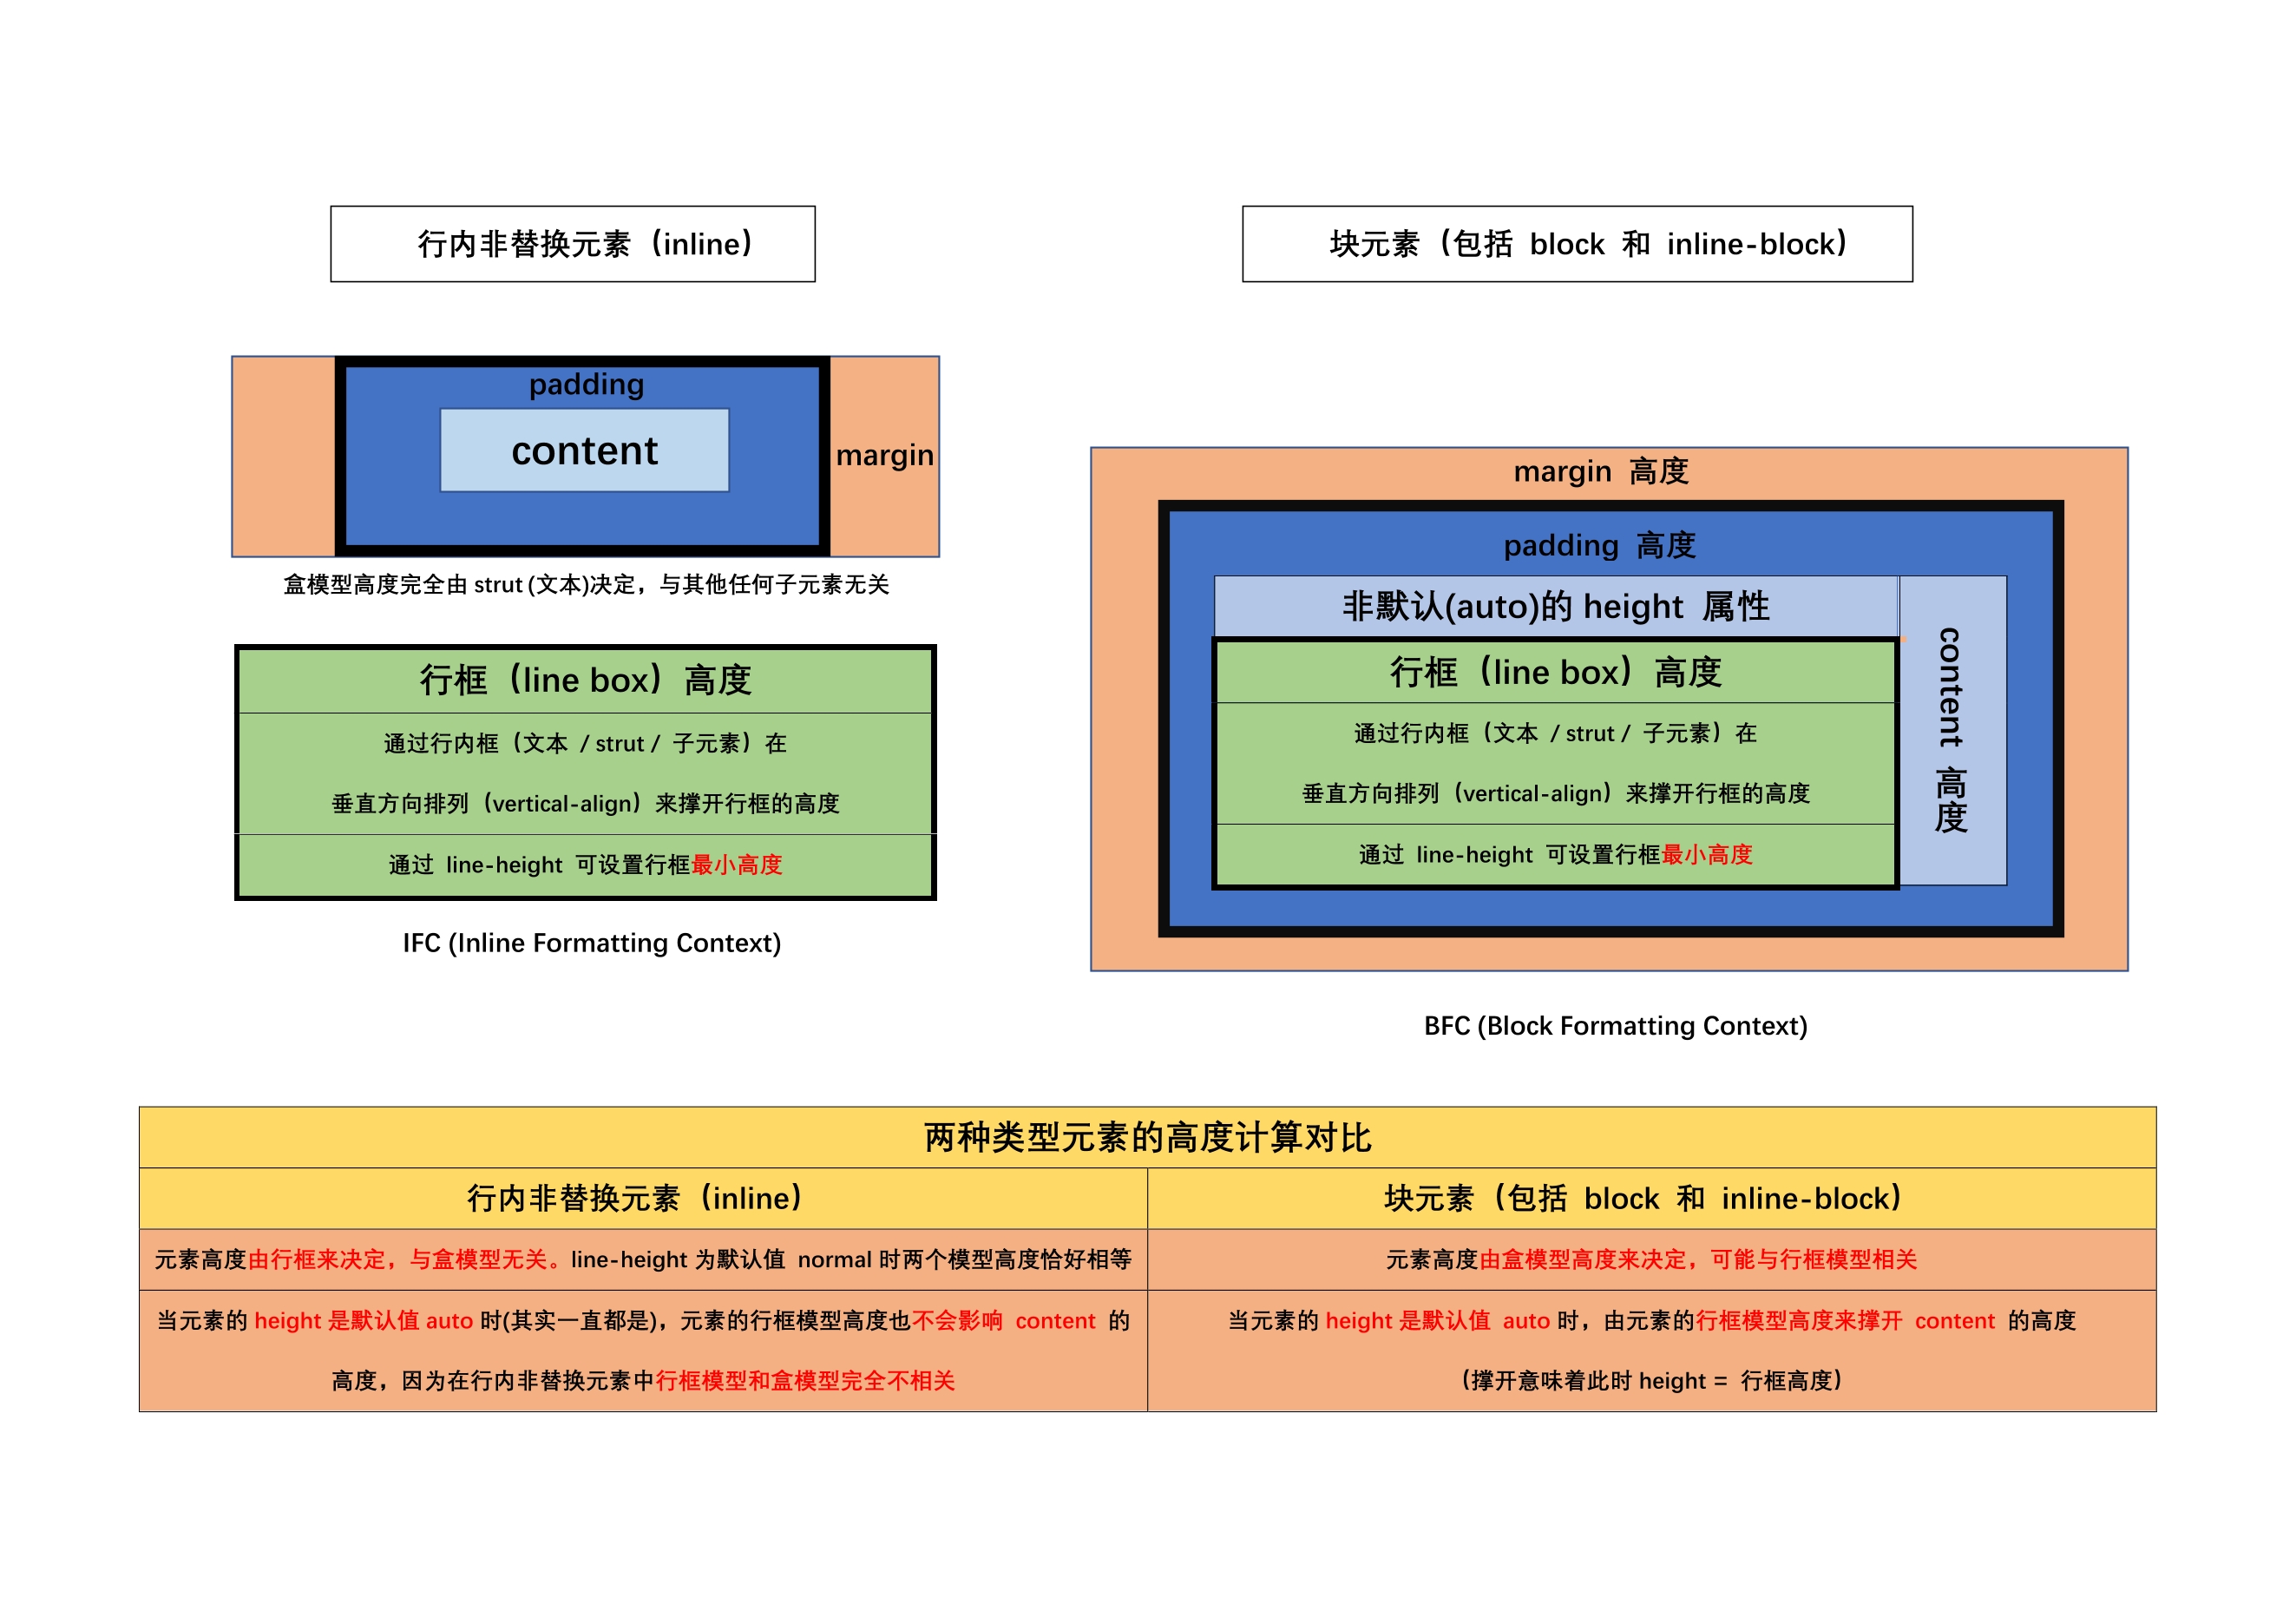 行内非替换元素（inline）
块元素（包括 block 和 inline-block）
padding
content
margin
盒模型高度完全由 strut (文本)决定，与其他任何子元素无关
行框（line box）高度
通过行内框（文本 / strut / 子元素）在
垂直方向排列（vertical-align）来撑开行框的高度
通过 line-height 可设置行框最小高度
IFC (Inline Formatting Context)
margin 高度
padding 高度
非默认(auto)的 height 属性
行框（line box）高度
通过行内框（文本 / strut / 子元素）在
垂直方向排列（vertical-align）来撑开行框的高度
通过 line-height 可设置行框最小高度
content 高度
BFC (Block Formatting Context)
两种类型元素的高度计算对比
行内非替换元素（inline）
块元素（包括 block 和 inline-block）
元素高度由行框来决定，与盒模型无关。line-height 为默认值 normal 时两个模型高度恰好相等
元素高度由盒模型高度来决定，可能与行框模型相关
当元素的 height 是默认值 auto 时(其实一直都是)，元素的行框模型高度也不会影响 content 的
高度，因为在行内非替换元素中行框模型和盒模型完全不相关
当元素的 height 是默认值 auto 时，由元素的行框模型高度来撑开 content 的高度
（撑开意味着此时 height = 行框高度）